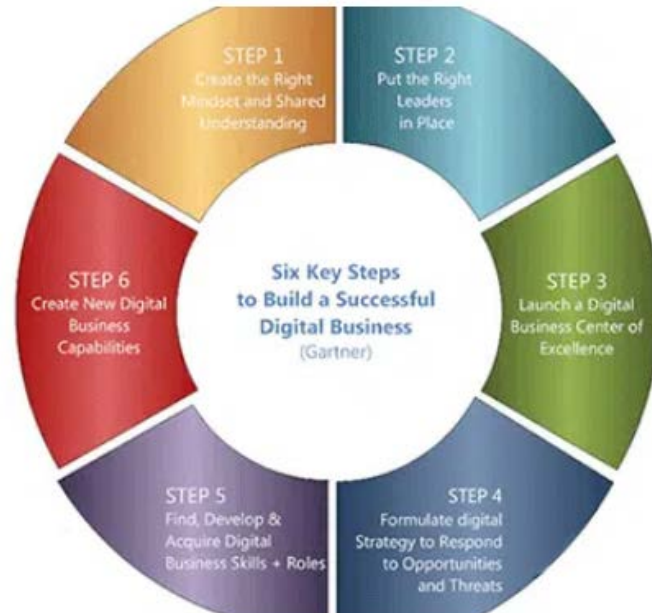 STEP 1
Create the Right
Mindset and Shared
Understanding
STEP 2
Put the Right
Leaders
in Place
STEP 3
Launch a Digital
Business Center of
Excellence
STEP 4
Formulate digital
Strategy to Respond
to Opportunities
and Threats
STEP 5
Find, Develop &
Acquire Digital
Business Skills + Roles
STEP 6
Create New Digital
Business
Capabilities
Six Key Steps
to Build a Successful
Digital Business
(Gartner)